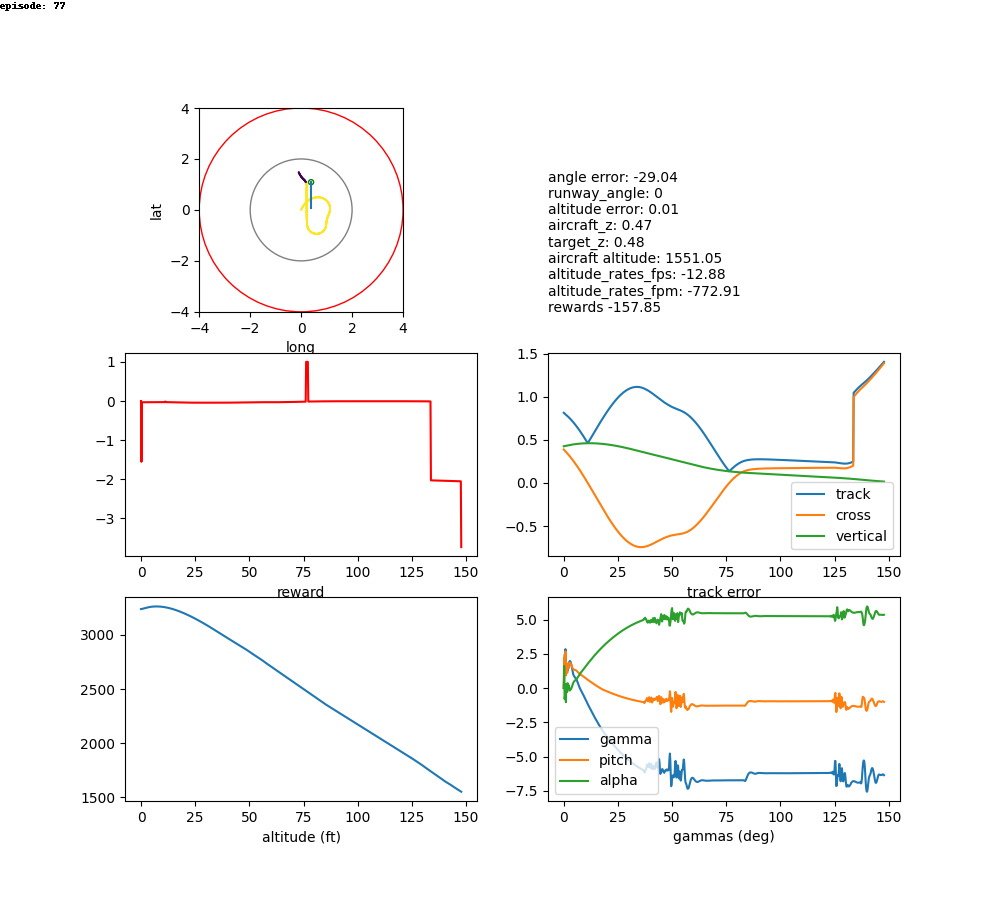 episode: 77
4
2
0
−2
−4
lat
−4 −2 0 2 4
long
angle error: -29.04
runway_angle: 0
altitude error: 0.01
aircraft_z: 0.47
target_z: 0.48
aircraft altitude: 1551.05
altitude_rates_fps: -12.88
altitude_rates_fpm: -772.91
rewards -157.85
1
0
−1
−2
−3
0 25 50 75 100 125 150
reward
1.5
1.0
0.5
0.0
−0.5
track
cross
vertical
0 25 50 75 100 125 150
track error
3000
2500
2000
1500
0 25 50 75 100 125 150
altitude (ft)
5.0
2.5
0.0
−2.5
−5.0
−7.5
gamma
pitch
alpha
0 25 50 75 100 125 150
gammas (deg)